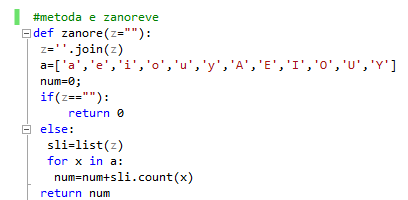 #metoda e zanoreve
def zanore(z=""):
z=''.join(z)
a=['a','e','i','o','u','y','A','E','I','O','U','Y']
num=0;
if(z==""):
return 0
else:
sli=list(z)
for x in a:
num=num+sli.count(x)
return num